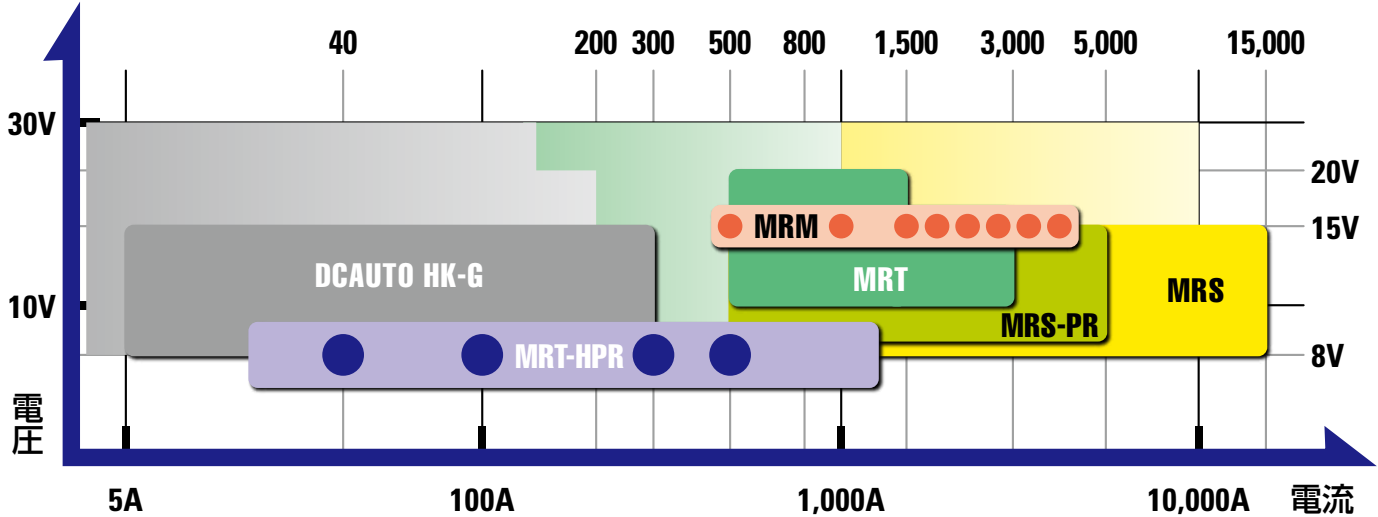 40 200 300 500 800 1,500 3,000 5,000 15,000
30V
20V
MRM
15V
DCAUTO HK-G
MRT
MRS
10V
MRS-PR
MRT-HPR
8V
電圧
5A 100A 1,000A 10,000A 電流